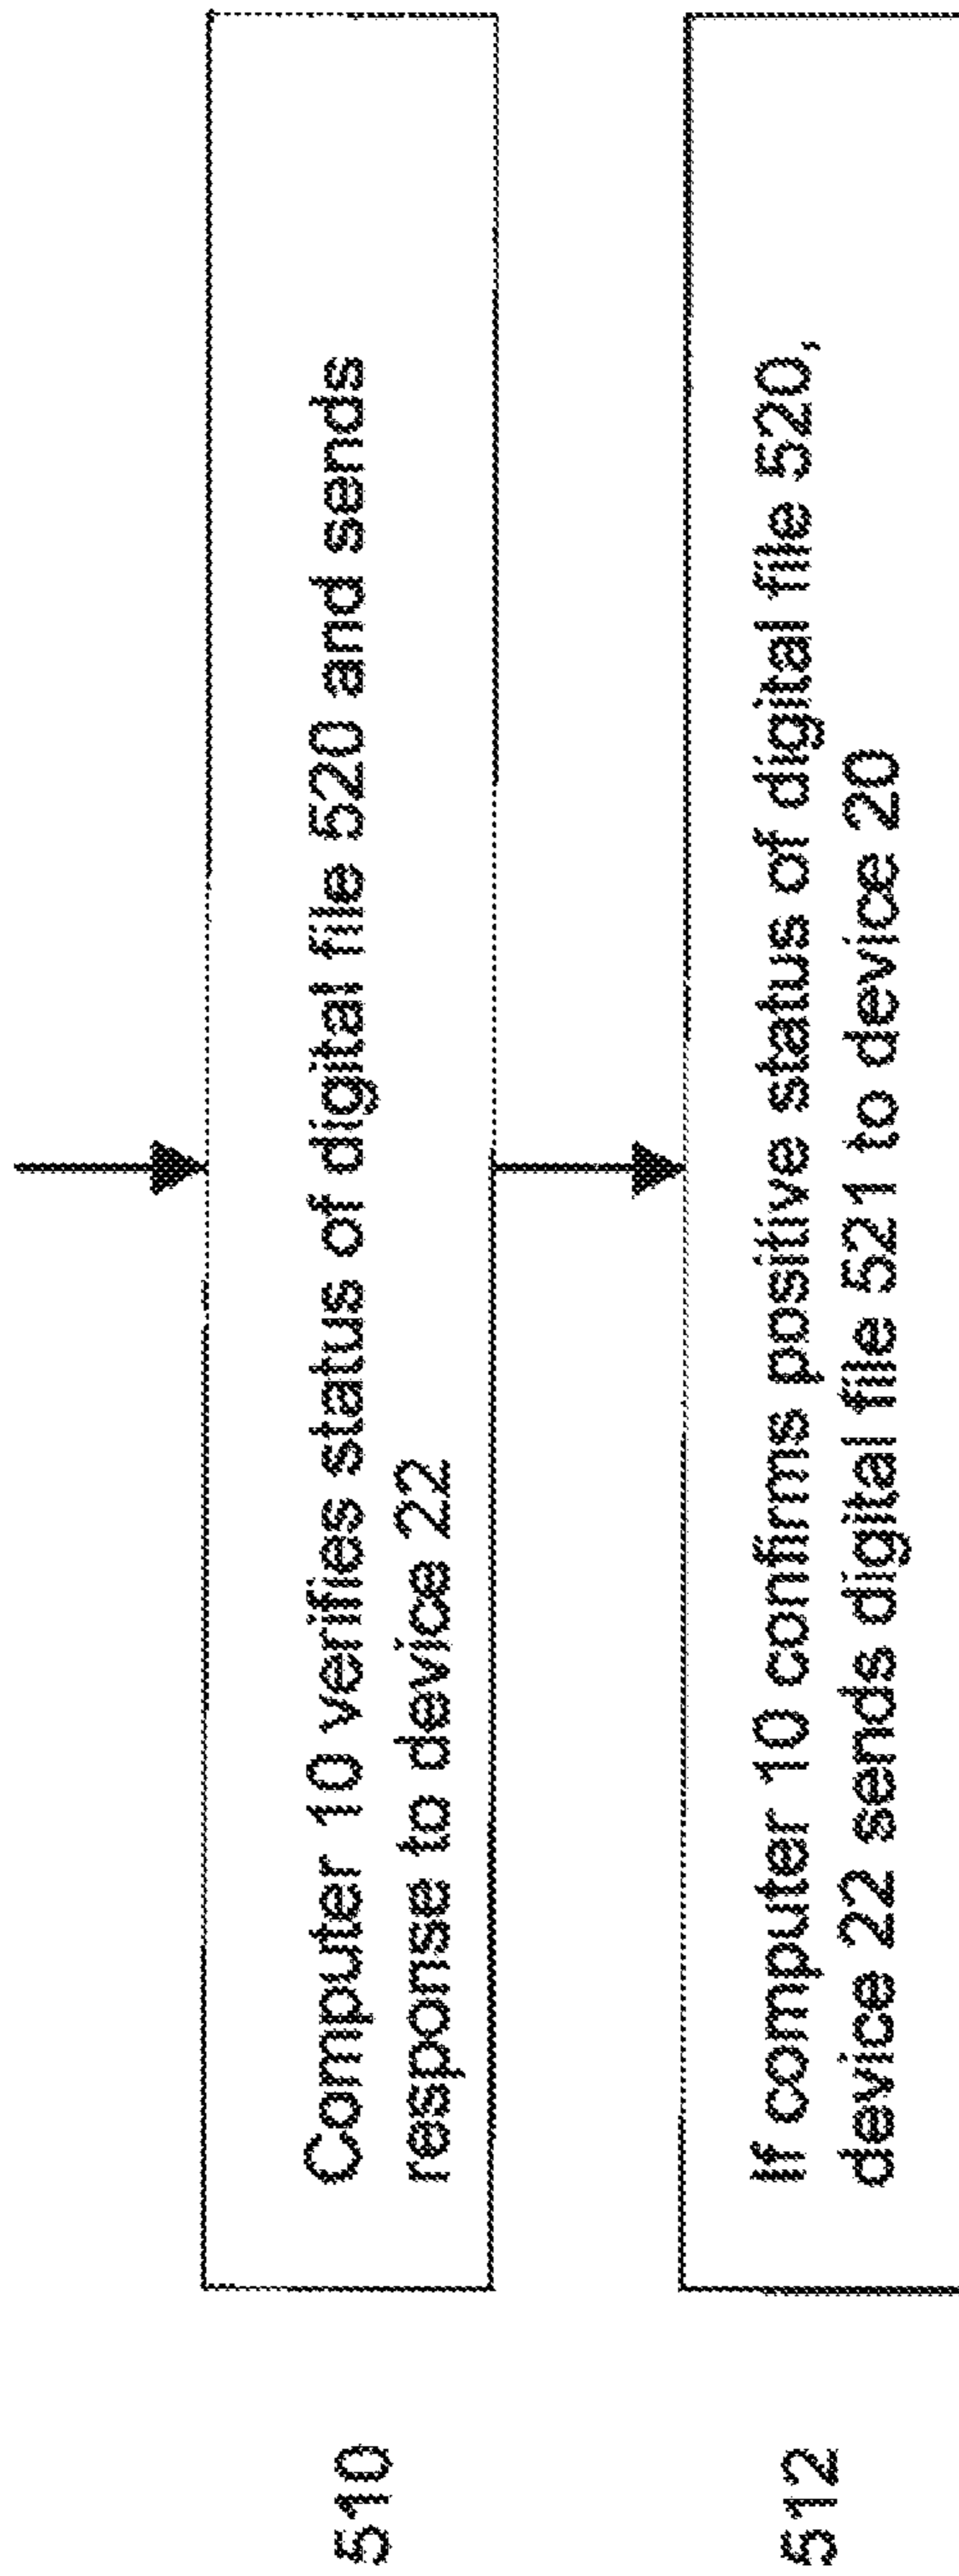 510
Computer 10 verifies status of digital file 520 and sends
response to device 22
512
If computer 10 confirms positive status of digital file 520,
device 22 sends digital file 521 to device 20